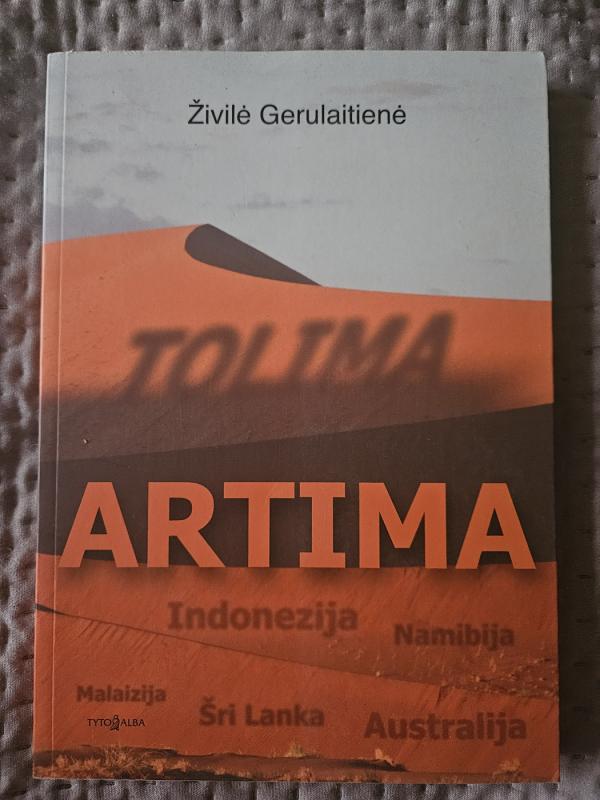 Živilė Gerulaitienė
TOLIMA
ARTIMA
Indonezija
Namibija
Malaizija
Šri Lanka
Australija
TYTO ALBA